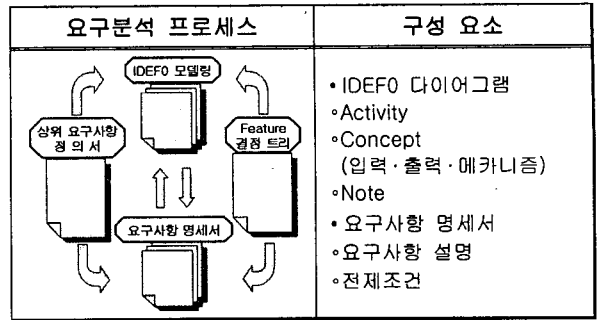 요구분석 프로세스
구성 요소
IDEF0 모델링
상위 요구사항
정 의 서
Feature
결정 트리
요구사항 명세서
• IDEF0 다이어그램
◦Activity
◦Concept
(입력·출력·메카니즘)
◦Note
• 요구사항 명세서
◦요구사항 설명
◦전제조건